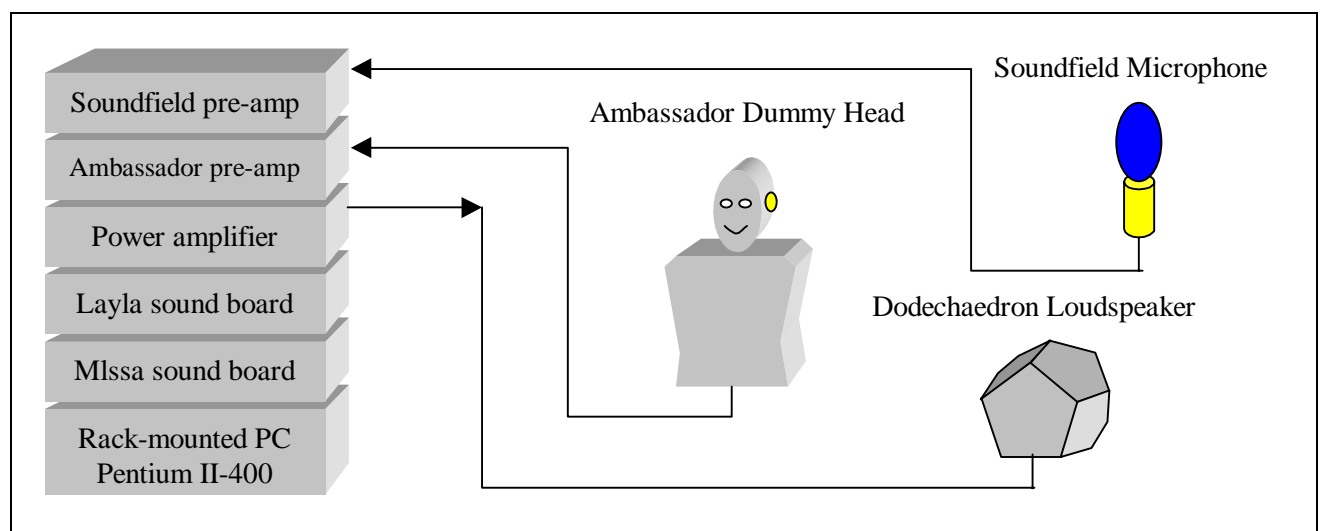 Soundfield pre-amp
Ambassador pre-amp
Power amplifier
Layla sound board
Mlssa sound board
Rack-mounted PC
Pentium II-400
Ambassador Dummy Head
Soundfield Microphone
Dodechaedron Loudspeaker